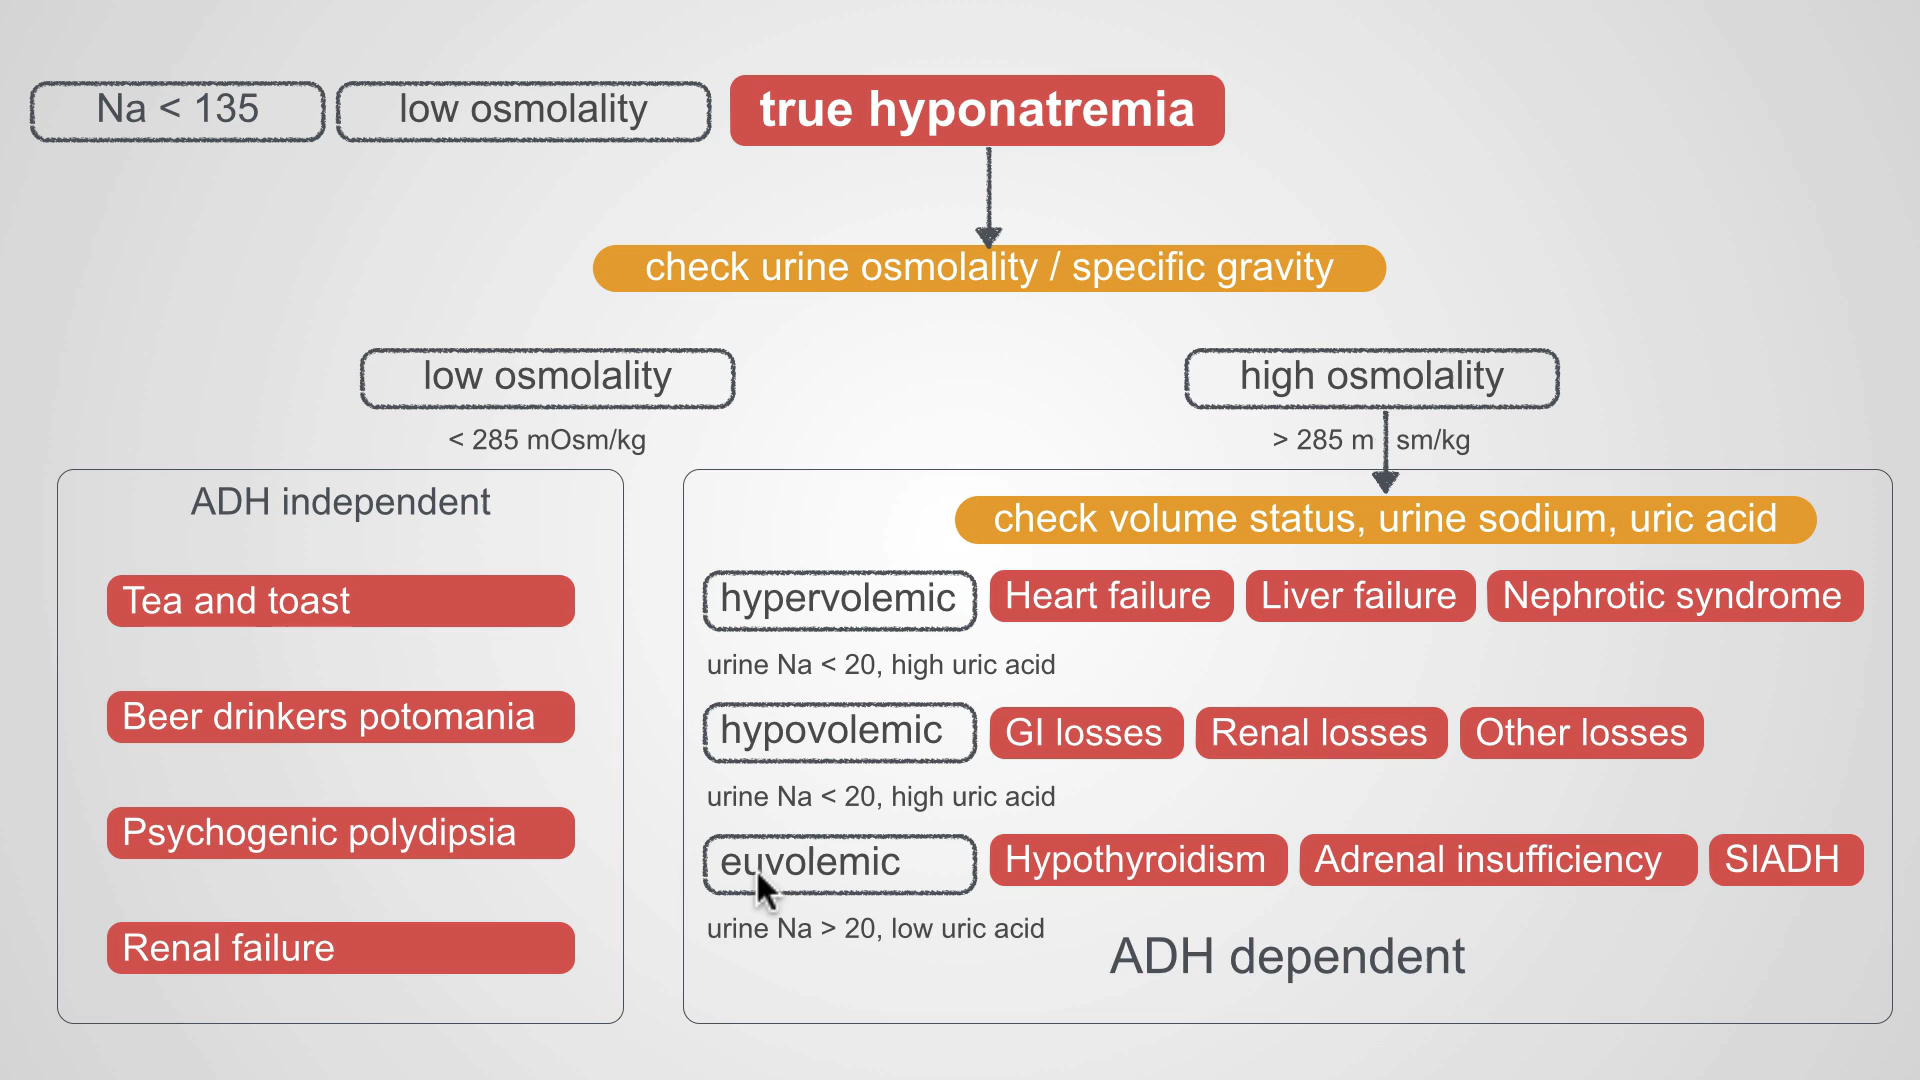 Na < 135
low osmolality
true hyponatremia
check urine osmolality / specific gravity
low osmolality
high osmolality
< 285 mOsm/kg
> 285 m sm/kg
ADH independent
Tea and toast
Beer drinkers potomania
Psychogenic polydipsia
Renal failure
check volume status, urine sodium, uric acid
hypervolemic
Heart failure
Liver failure
Nephrotic syndrome
urine Na < 20, high uric acid
hypovolemic
GI losses
Renal losses
Other losses
urine Na < 20, high uric acid
euvolemic
Hypothyroidism
Adrenal insufficiency
SIADH
urine Na > 20, low uric acid
ADH dependent